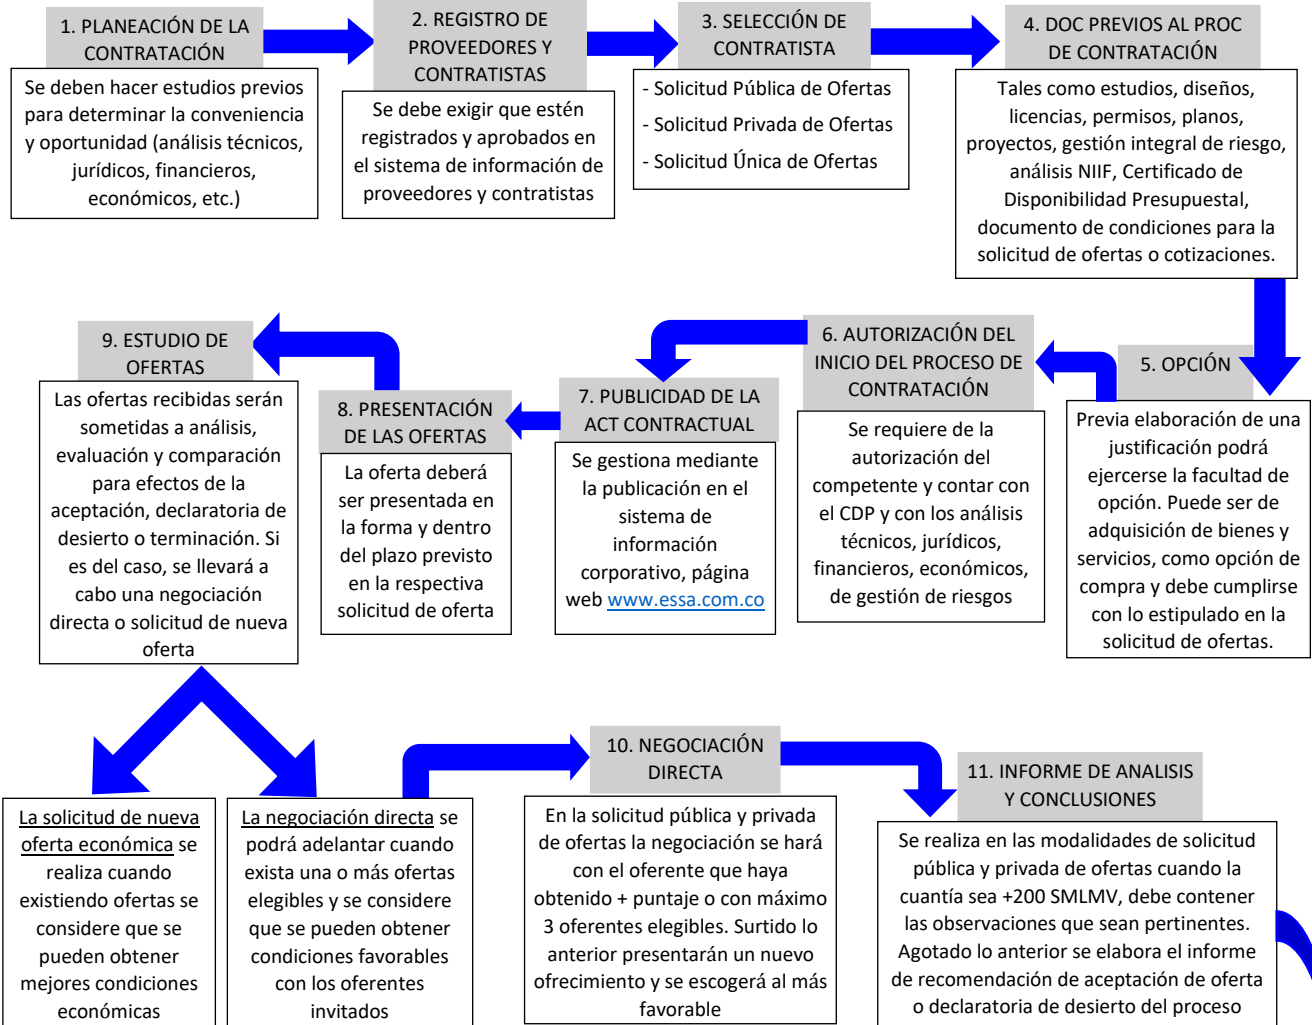 1. PLANEACIÓN DE LA
CONTRATACIÓN
Se deben hacer estudios previos
para determinar la conveniencia
y oportunidad (análisis técnicos,
jurídicos, financieros,
económicos, etc.)
2. REGISTRO DE
PROVEEDORES Y
CONTRATISTAS
Se debe exigir que estén
registrados y aprobados en
el sistema de información de
proveedores y contratistas
3. SELECCIÓN DE
CONTRATISTA
- Solicitud Pública de Ofertas
- Solicitud Privada de Ofertas
- Solicitud Única de Ofertas
4. DOC PREVIOS AL PROC
DE CONTRATACIÓN
Tales como estudios, diseños,
licencias, permisos, planos,
proyectos, gestión integral de riesgo,
análisis NIIF, Certificado de
Disponibilidad Presupuestal,
documento de condiciones para la
solicitud de ofertas o cotizaciones.
5. OPCIÓN
Previa elaboración de una
justificación podrá
ejercerse la facultad de
opción. Puede ser de
adquisición de bienes y
servicios, como opción de
compra y debe cumplirse
con lo estipulado en la
solicitud de ofertas.
6. AUTORIZACIÓN DEL
INICIO DEL PROCESO DE
CONTRATACIÓN
Se requiere de la
autorización del
competente y contar con
el CDP y con los análisis
técnicos, jurídicos,
financieros, económicos,
de gestión de riesgos
7. PUBLICIDAD DE LA
ACT CONTRACTUAL
Se gestiona mediante
la publicación en el
sistema de
información
corporativo, página
web www.essa.com.co
8. PRESENTACIÓN
DE LAS OFERTAS
La oferta deberá
ser presentada en
la forma y dentro
del plazo previsto
en la respectiva
solicitud de oferta
9. ESTUDIO DE
OFERTAS
Las ofertas recibidas serán
sometidas a análisis,
evaluación y comparación
para efectos de la
aceptación, declaratoria de
desierto o terminación. Si
es del caso, se llevará a
cabo una negociación
directa o solicitud de nueva
oferta
La solicitud de nueva
oferta económica se
realiza cuando
existiendo ofertas se
considere que se
pueden obtener
mejores condiciones
económicas
La negociación directa se
podrá adelantar cuando
exista una o más ofertas
elegibles y se considere
que se pueden obtener
condiciones favorables
con los oferentes
invitados
10. NEGOCIACIÓN
DIRECTA
En la solicitud pública y privada
de ofertas la negociación se hará
con el oferente que haya
obtenido + puntaje o con máximo
3 oferentes elegibles. Surtido lo
anterior presentarán un nuevo
ofrecimiento y se escogerá al más
favorable
11. INFORME DE ANALISIS
Y CONCLUSIONES
Se realiza en las modalidades de solicitud
pública y privada de ofertas cuando la
cuantía sea +200 SMLMV, debe contener
las observaciones que sean pertinentes.
Agotado lo anterior se elabora el informe
de recomendación de aceptación de oferta
o declaratoria de desierto del proceso